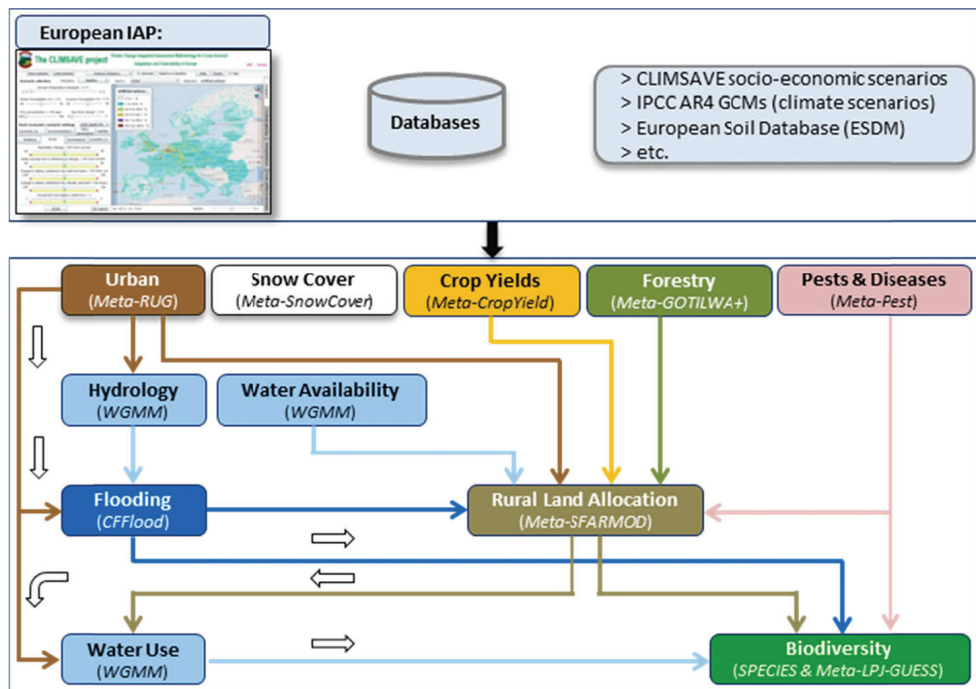 European IAP:
The CLIMSAVE project
Databases
> CLIMSAVE socio-economic scenarios
> IPCC AR4 GCMs (climate scenarios)
> European Soil Database (ESDM)
> etc.
Urban
(Meta-RUG)
Snow Cover
(Meta-SnowCover)
Crop Yields
(Meta-CropYield)
Forestry
(Meta-GOTILWA+)
Pests & Diseases
(Meta-Pest)
Hydrology
(WGMM)
Water Availability
(WGMM)
Flooding
(CFFlood)
Rural Land Allocation
(Meta-SFARMOD)
Water Use
(WGMM)
Biodiversity
(SPECIES & Meta-LPJ-GUESS)